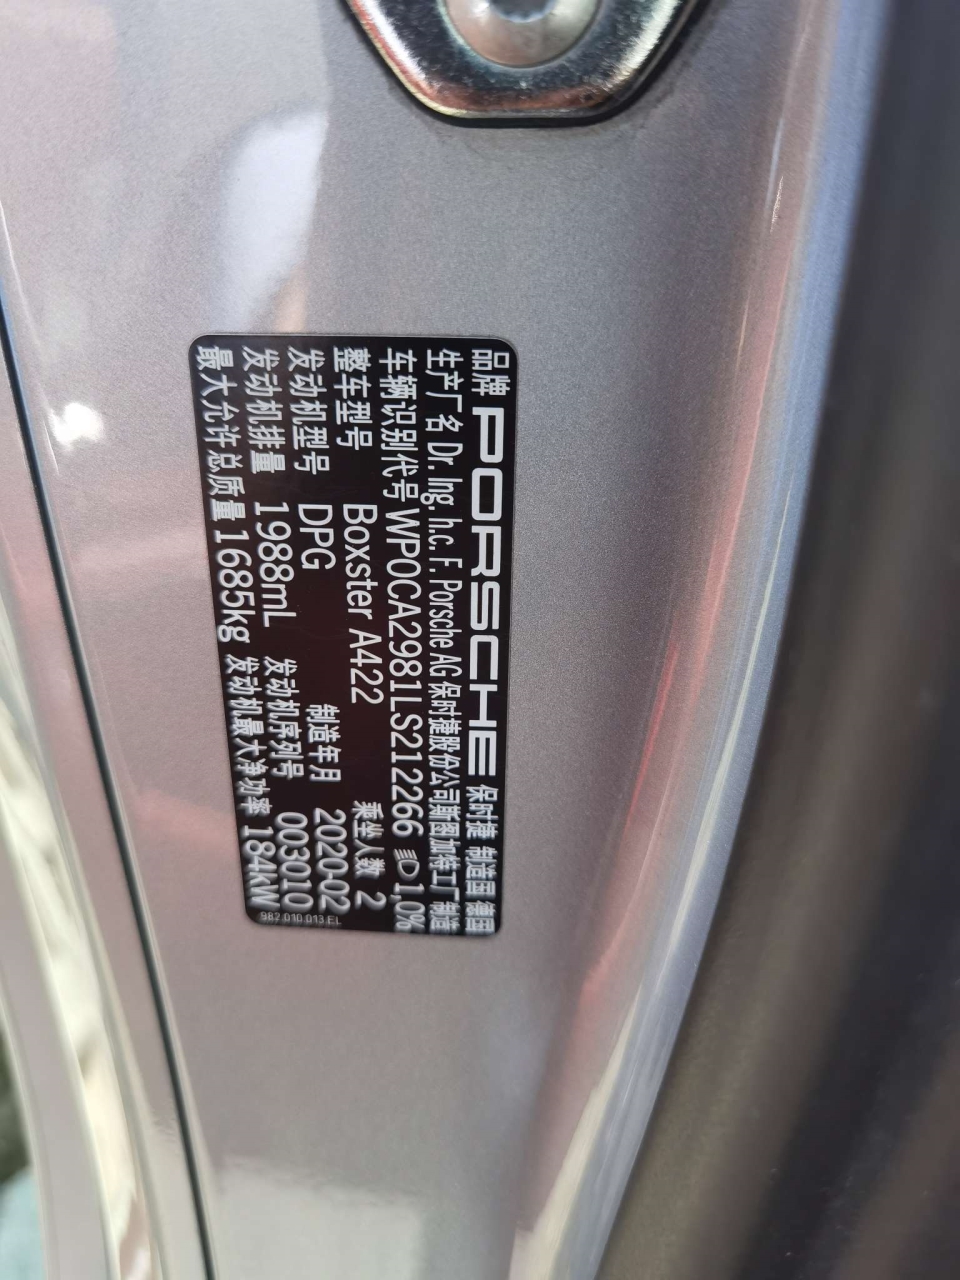 品牌 PORSCHE 保时捷 制造国 德国
生产厂名 Dr. Ing. h.c. F. Porsche AG 保时捷股份公司斯图加特工厂制造
车辆识别代号 WP0CA2981LS212266 1,0%
整车型号 Boxster A422 乘坐人数 2
发动机型号 DPG 制造年月 2020-02
发动机排量 1988mL 发动机序列号 003010
最大允许总质量 1685kg 发动机最大净功率 184kW
982.010.013.EL